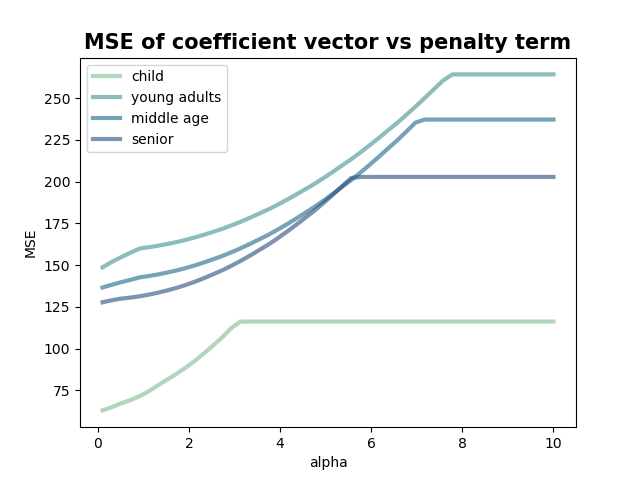 MSE of coefficient vector vs penalty term
child
young adults
middle age
senior
MSE
250
225
200
175
150
125
100
75
0 2 4 6 8 10
alpha